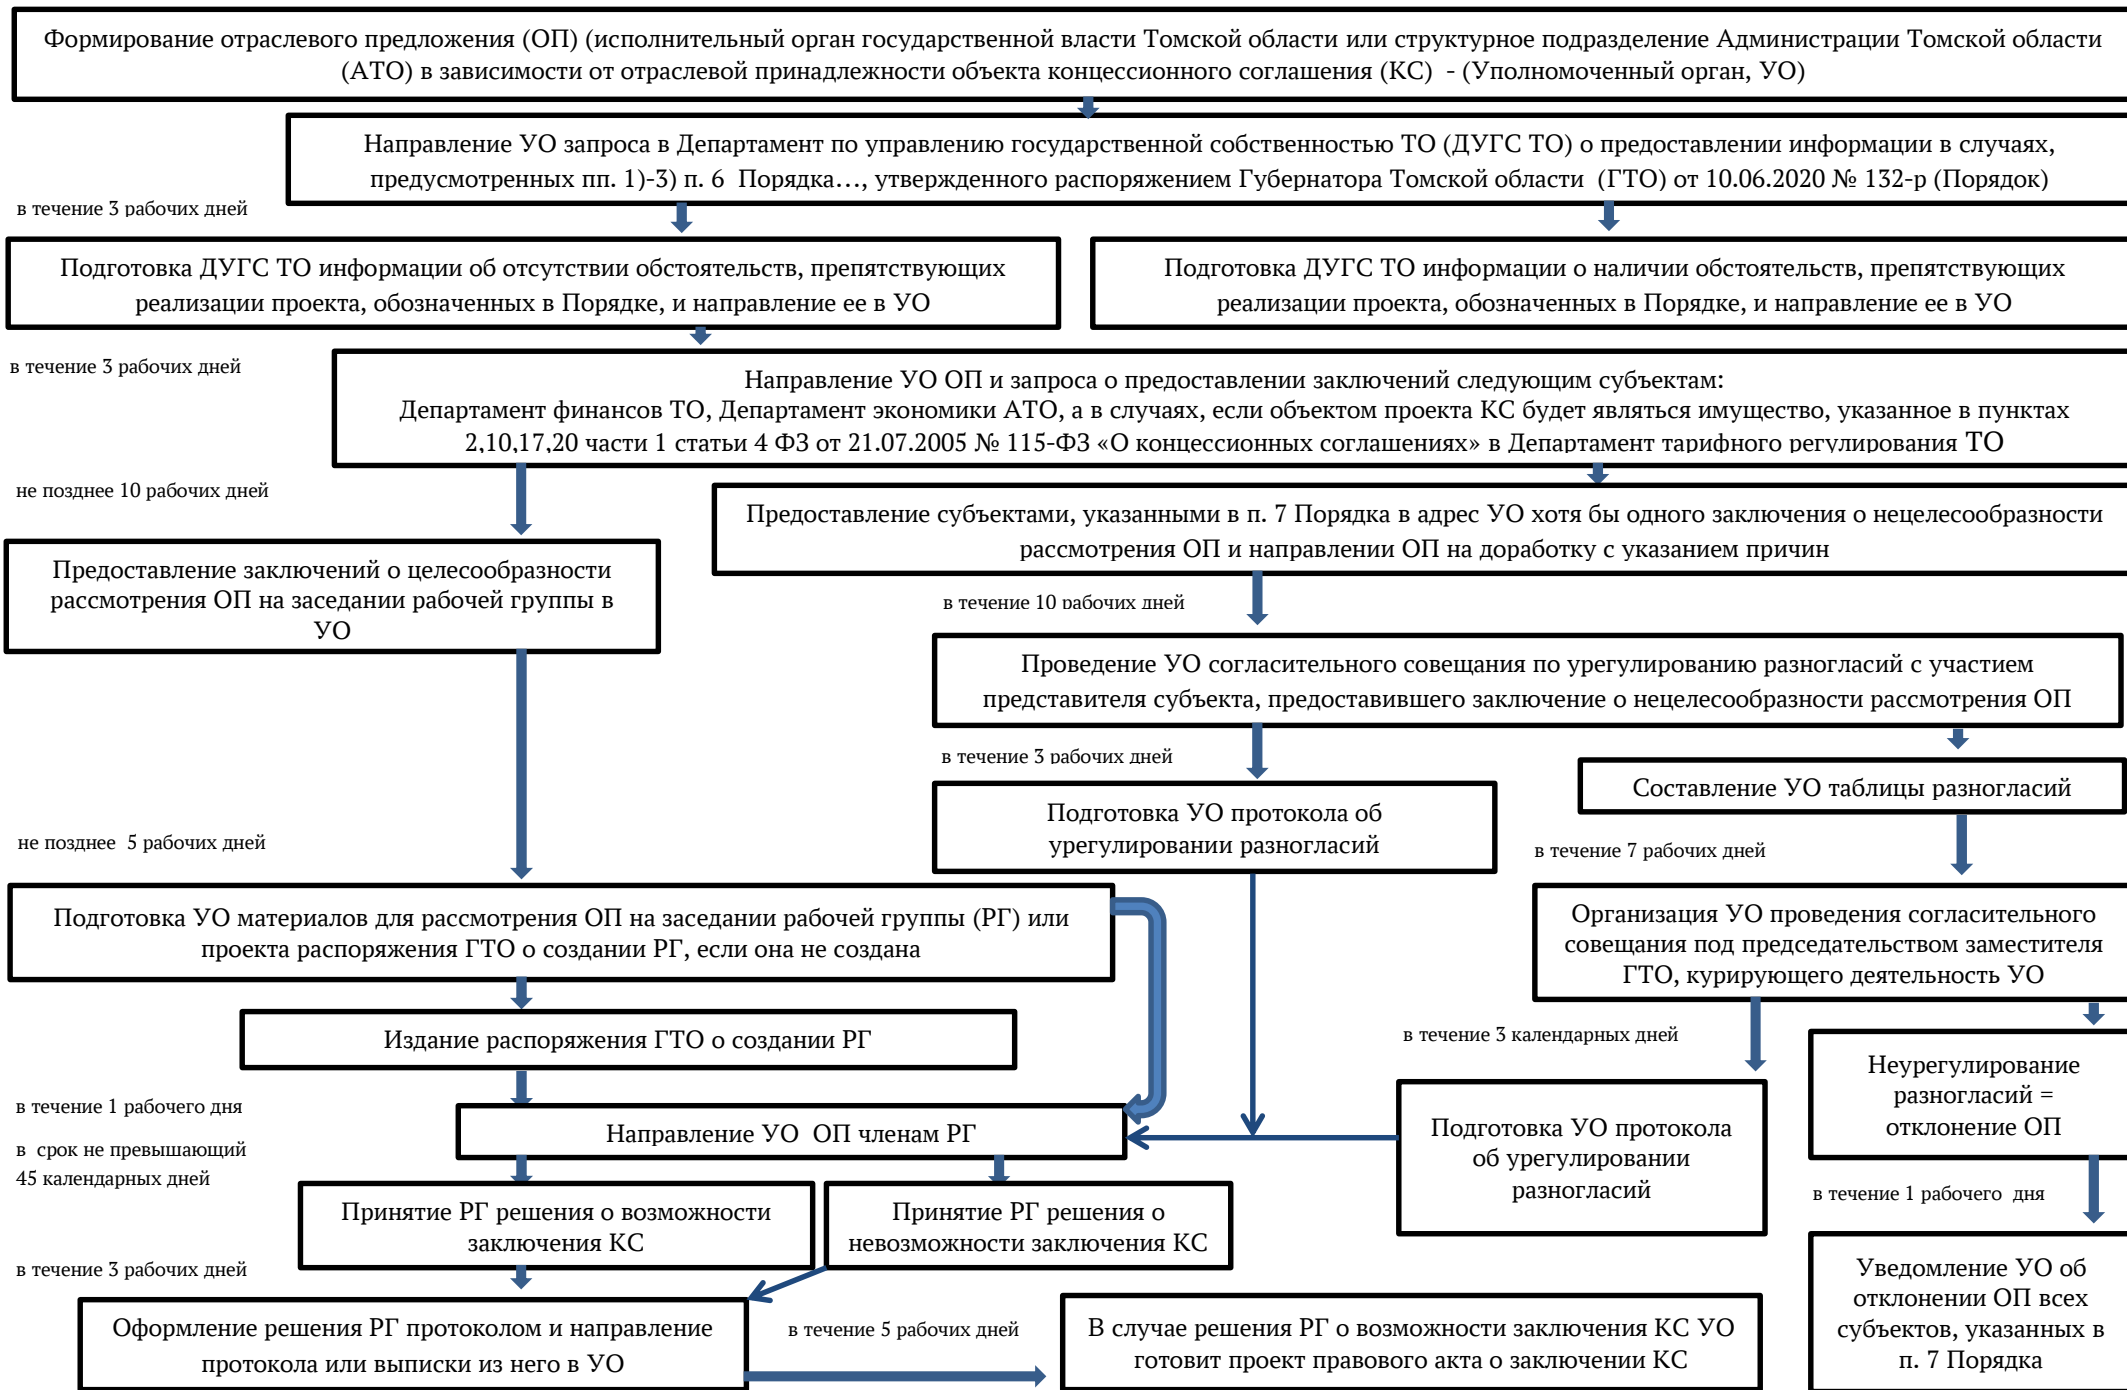 Формирование отраслевого предложения (ОП) (исполнительный орган государственной власти Томской области или структурное подразделение Администрации Томской области
(АТО) в зависимости от отраслевой принадлежности объекта концессионного соглашения (КС)  - (Уполномоченный орган, УО)
Направление УО запроса в Департамент по управлению государственной собственностью ТО (ДУГС ТО) о предоставлении информации в случаях,
предусмотренных пп. 1)-3) п. 6  Порядка…, утвержденного распоряжением Губернатора Томской области  (ГТО) от 10.06.2020 № 132-р (Порядок)
в течение 3 рабочих дней
Подготовка ДУГС ТО информации об отсутствии обстоятельств, препятствующих
реализации проекта, обозначенных в Порядке, и направление ее в УО
Подготовка ДУГС ТО информации о наличии обстоятельств, препятствующих
реализации проекта, обозначенных в Порядке, и направление ее в УО
в течение 3 рабочих дней
Направление УО ОП и запроса о предоставлении заключений следующим субъектам:
Департамент финансов ТО, Департамент экономики АТО, а в случаях, если объектом проекта КС будет являться имущество, указанное в пунктах
2,10,17,20 части 1 статьи 4 ФЗ от 21.07.2005 № 115-ФЗ «О концессионных соглашениях» в Департамент тарифного регулирования ТО
не позднее 10 рабочих дней
Предоставление субъектами, указанными в п. 7 Порядка в адрес УО хотя бы одного заключения о нецелесообразности
рассмотрения ОП и направлении ОП на доработку с указанием причин
Предоставление заключений о целесообразности
рассмотрения ОП на заседании рабочей группы в
УО
в течение 10 рабочих дней
Проведение УО согласительного совещания по урегулированию разногласий с участием
представителя субъекта, предоставившего заключение о нецелесообразности рассмотрения ОП
в течение 3 рабочих дней
Составление УО таблицы разногласий
Подготовка УО протокола об
урегулировании разногласий
не позднее  5 рабочих дней
в течение 7 рабочих дней
Подготовка УО материалов для рассмотрения ОП на заседании рабочей группы (РГ) или
проекта распоряжения ГТО о создании РГ, если она не создана
Организация УО проведения согласительного
совещания под председательством заместителя
ГТО, курирующего деятельность УО
Издание распоряжения ГТО о создании РГ
в течение 3 календарных дней
Неурегулирование
разногласий =
отклонение ОП
в течение 1 рабочего дня
Направление УО  ОП членам РГ
Подготовка УО протокола
об урегулировании
разногласий
в  срок не превышающий
45 календарных дней
в течение 1 рабочего  дня
Принятие РГ решения о возможности
заключения КС
Принятие РГ решения о
невозможности заключения КС
в течение 3 рабочих дней
Уведомление УО об
отклонении ОП всех
субъектов, указанных в
п. 7 Порядка
Оформление решения РГ протоколом и направление
протокола или выписки из него в УО
в течение 5 рабочих дней
В случае решения РГ о возможности заключения КС УО
готовит проект правового акта о заключении КС